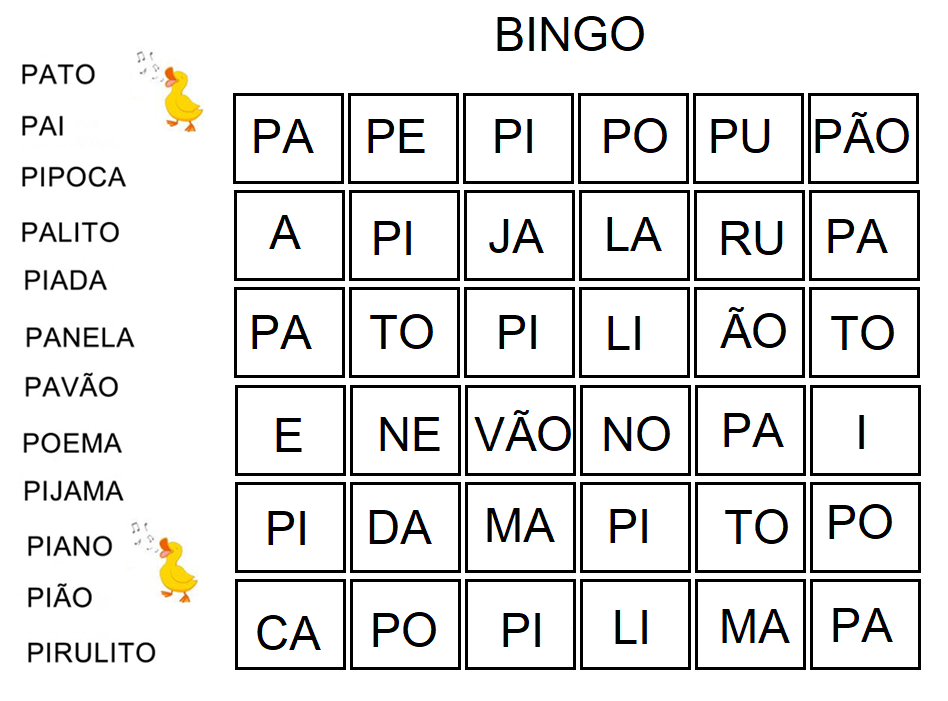 BINGO
PATO
PAI
PIPOCA
PALITO
PIADA
PANELA
PAVÃO
POEMA
PIJAMA
PIANO
PIÃO
PIRULITO
PA PE PI PO PU PÃO
A PI JA LA RU PA
PA TO PI LI ÃO TO
E NE VÃO NO PA I
PI DA MA PI TO PO
CA PO PI LI MA PA